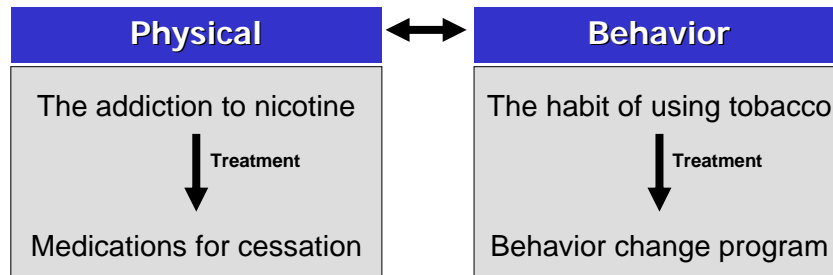 Physical
The addiction to nicotine
Treatment
Medications for cessation
Behavior
The habit of using tobacco
Treatment
Behavior change program